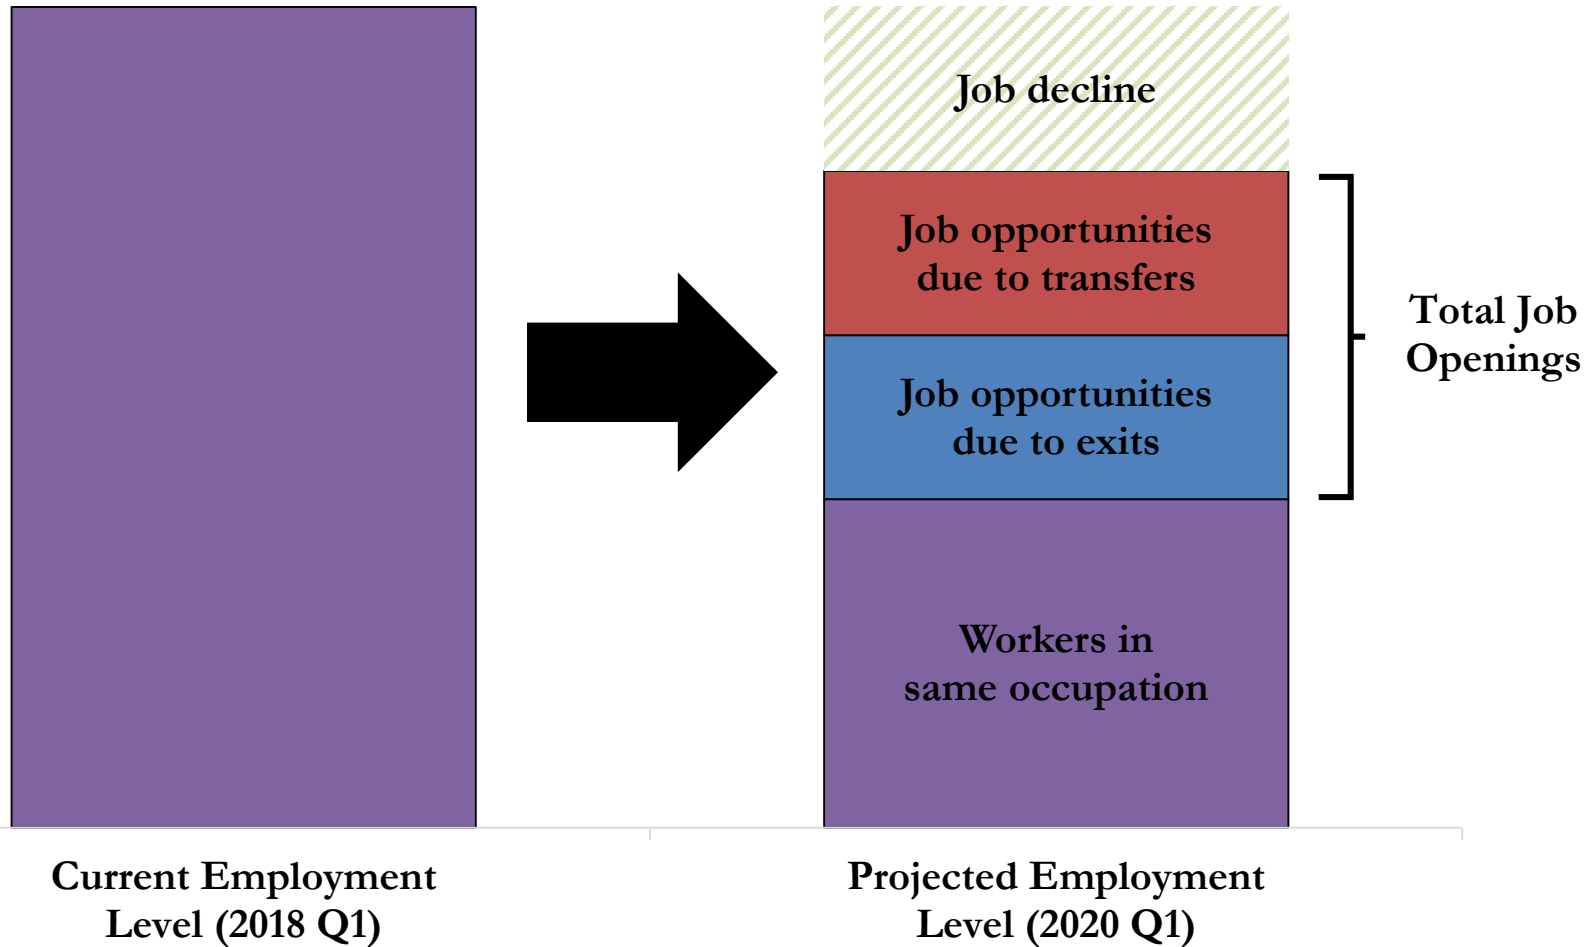 Job decline
Job opportunities
due to transfers
Job opportunities
due to exits
Total Job
Openings
Workers in
same occupation
Current Employment
Level (2018 Q1)
Projected Employment
Level (2020 Q1)